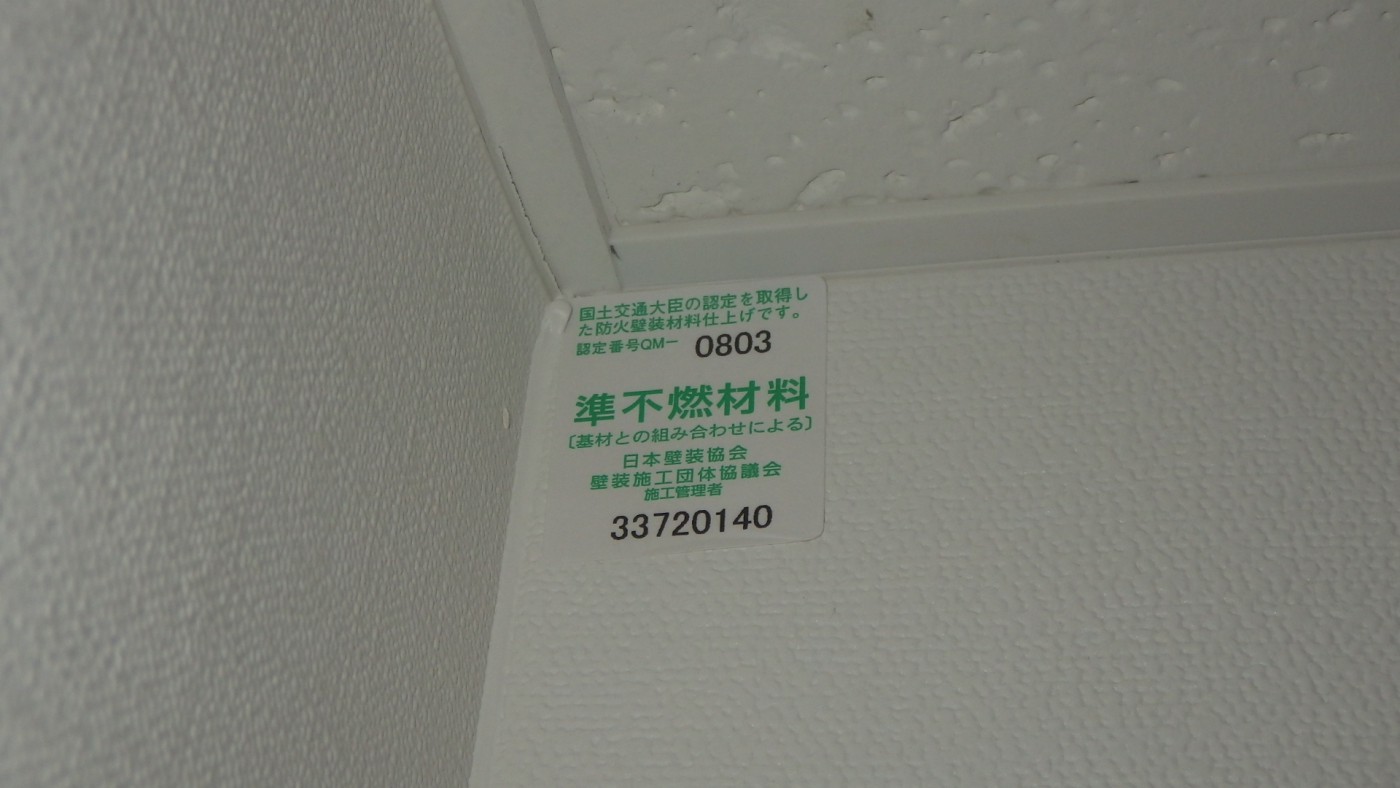 国土交通大臣の認定を取得し
た防火壁装材料仕上げです。
認定番号QMー 0803
準不燃材料
〔基材との組み合わせによる〕
日本壁装協会
壁装施工団体協議会
施工管理者
33720140